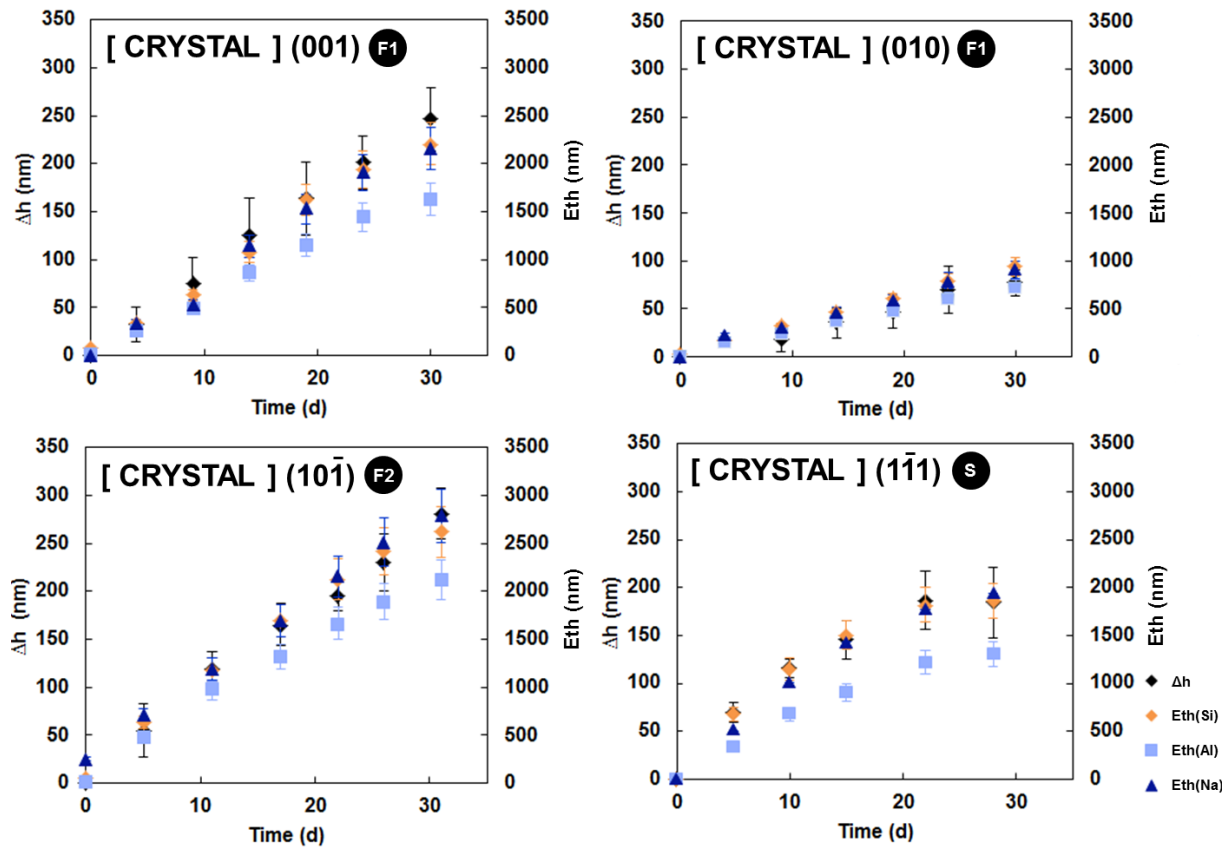 [ CRYSTAL ] (001) F1
350
300
250
200
150
100
50
0
Δh (nm)
3500
3000
2500
2000
1500
1000
500
0
Eth (nm)
0 10 20 30
Time (d)
[ CRYSTAL ] (010) F1
350
300
250
200
150
100
50
0
Δh (nm)
3500
3000
2500
2000
1500
1000
500
0
Eth (nm)
0 10 20 30
Time (d)
[ CRYSTAL ] (101̄) F2
350
300
250
200
150
100
50
0
Δh (nm)
3500
3000
2500
2000
1500
1000
500
0
Eth (nm)
0 10 20 30
Time (d)
[ CRYSTAL ] (11̄1) S
350
300
250
200
150
100
50
0
Δh (nm)
3500
3000
2500
2000
1500
1000
500
0
Eth (nm)
0 10 20 30
Time (d)
Δh
Eth(Si)
Eth(Al)
Eth(Na)